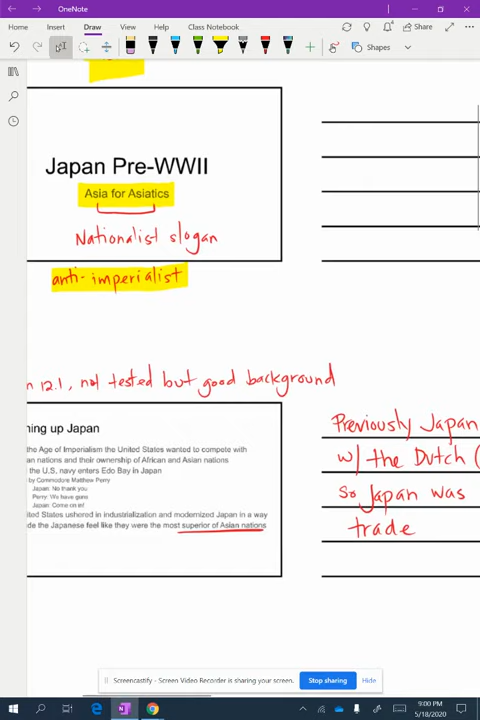 OneNote
Home Insert Draw View Help Class Notebook Share
Shapes
Japan Pre-WWII
Asia for Asiatics
Nationalist slogan
anti-imperialist
12.1, not tested but good background
ning up Japan
the Age of Imperialism the United States wanted to compete with
an nations and their ownership of African and Asian nations
the U.S. navy enters Edo Bay in Japan
by Commodore Matthew Perry
Japan: No thank you
Perry: We have guns
Japan: Come on in!
ited States ushered in industrialization and modernized Japan in a way
de the Japanese feel like they were the most superior of Asian nations
Previously Japan
w/ the Dutch (
so Japan was
trade
Screencastify - Screen Video Recorder is sharing your screen. Stop sharing Hide
9:00 PM
5/18/2020